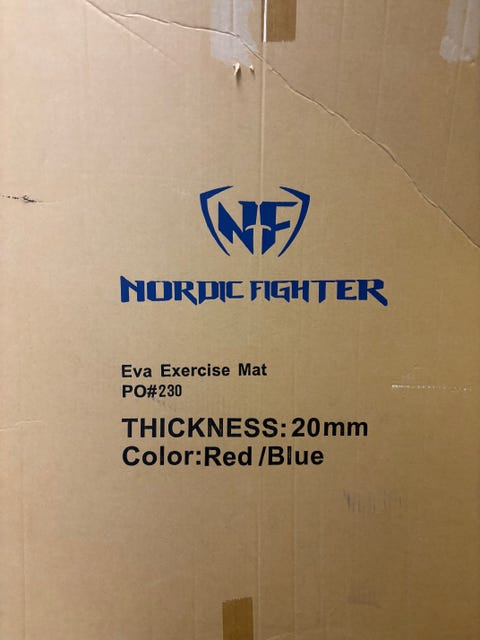 NF
NORDIC FIGHTER
Eva Exercise Mat
PO#230
THICKNESS: 20mm
Color:Red/Blue